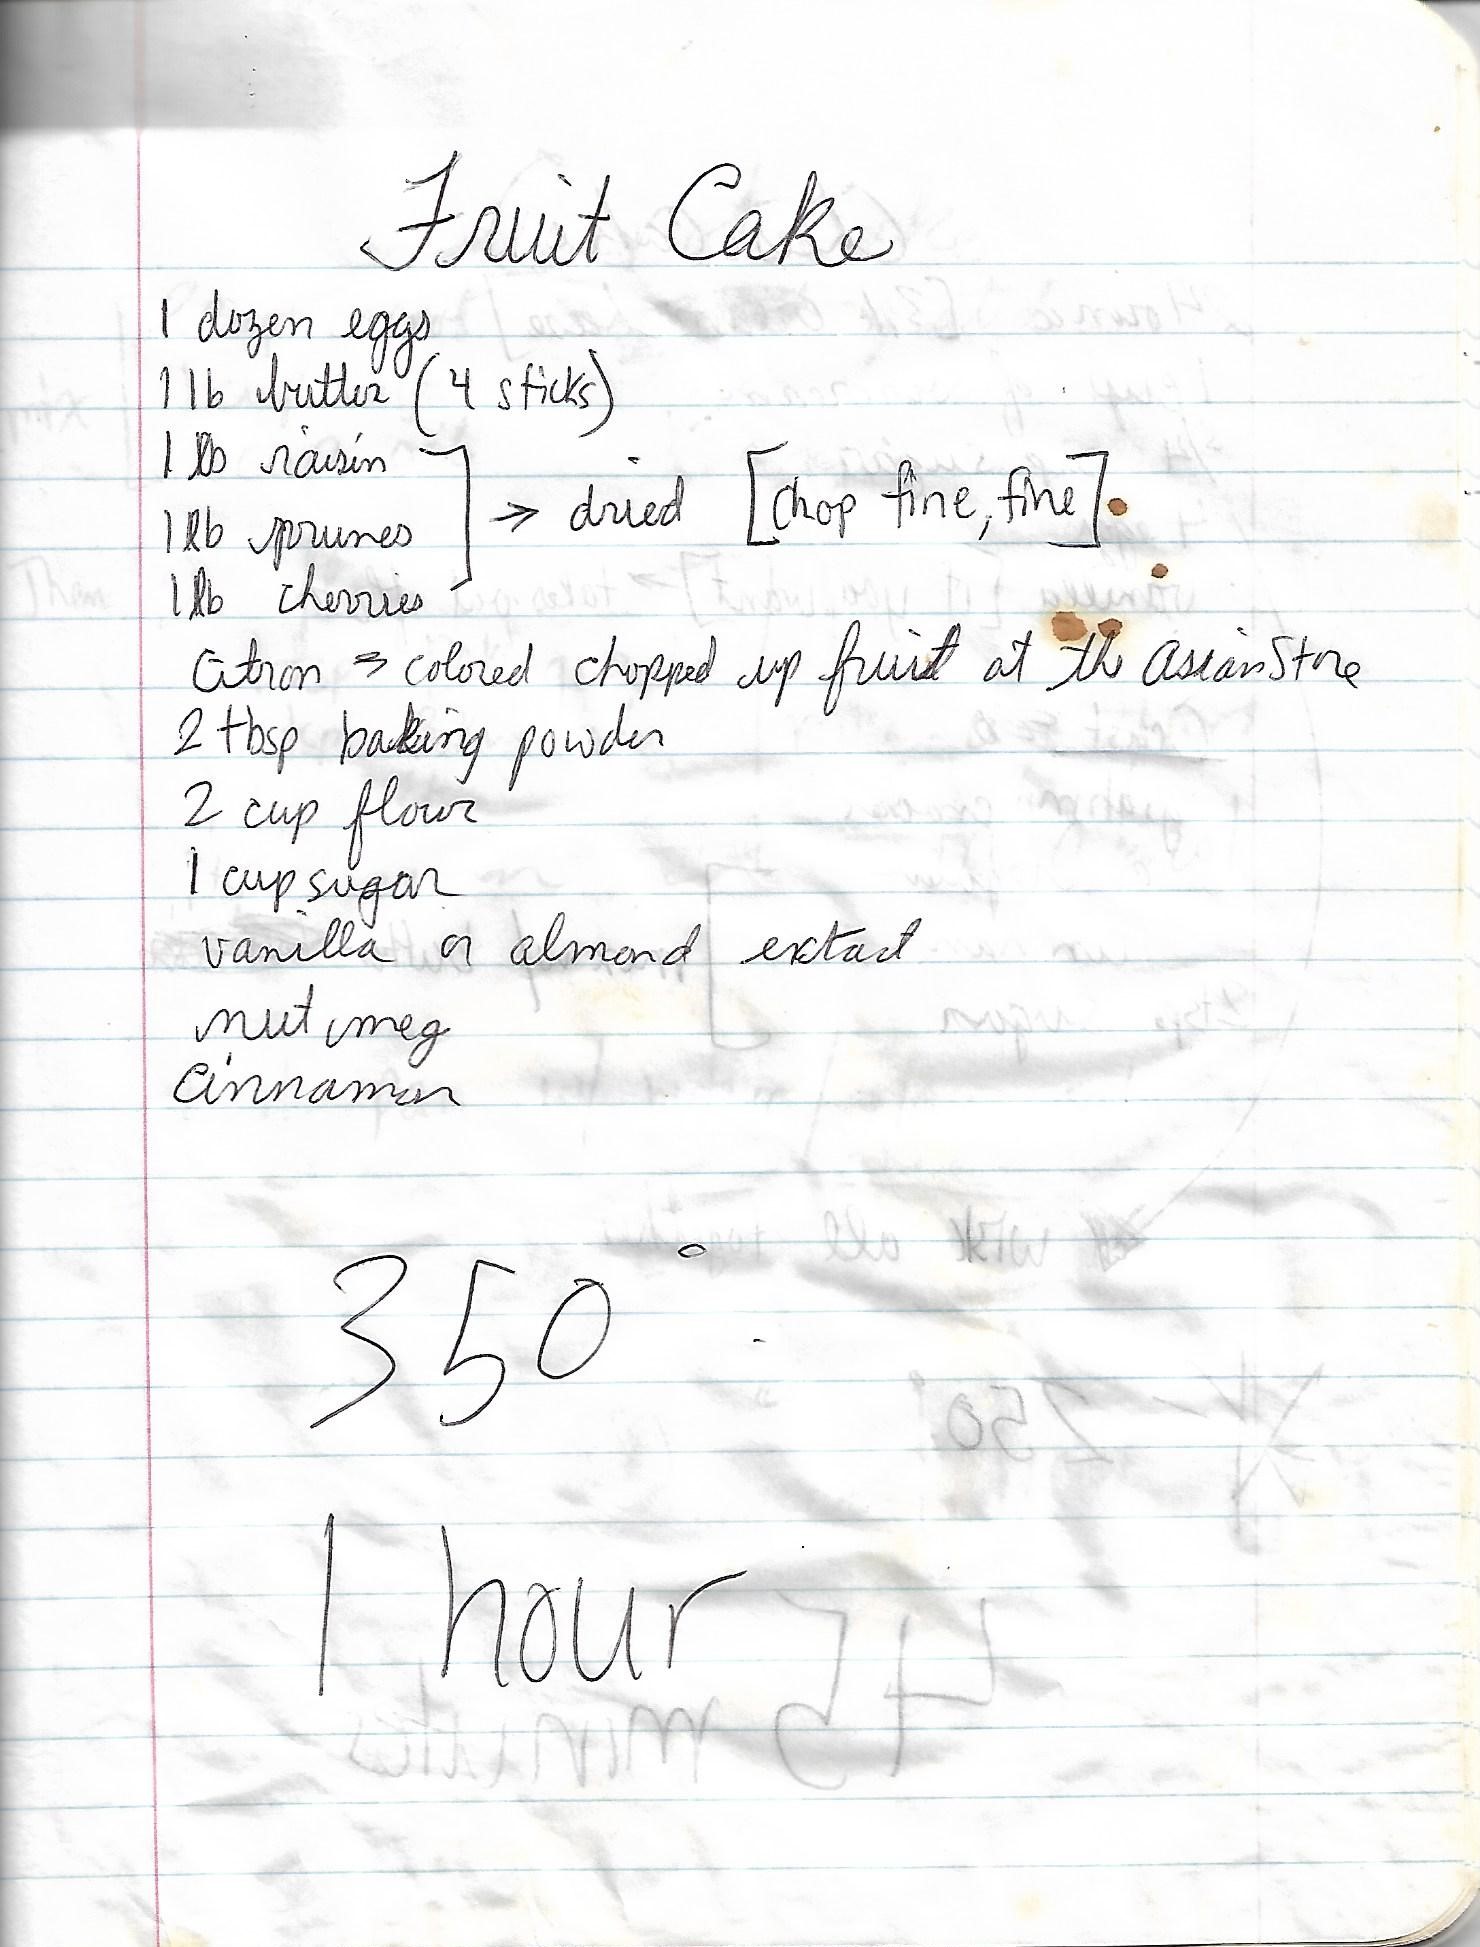 Fruit Cake
1 dozen eggs
1 lb butter (4 sticks)
1 lb raisin
1 lb prunes → dried [chop fine, fine].
1 lb cherries
Citron → colored chopped up fruit at the asian Store
2 tbsp baking powder
2 cup flour
1 cup sugar
vanilla or almond extact
nutmeg
cinnamon
350°
1 hour